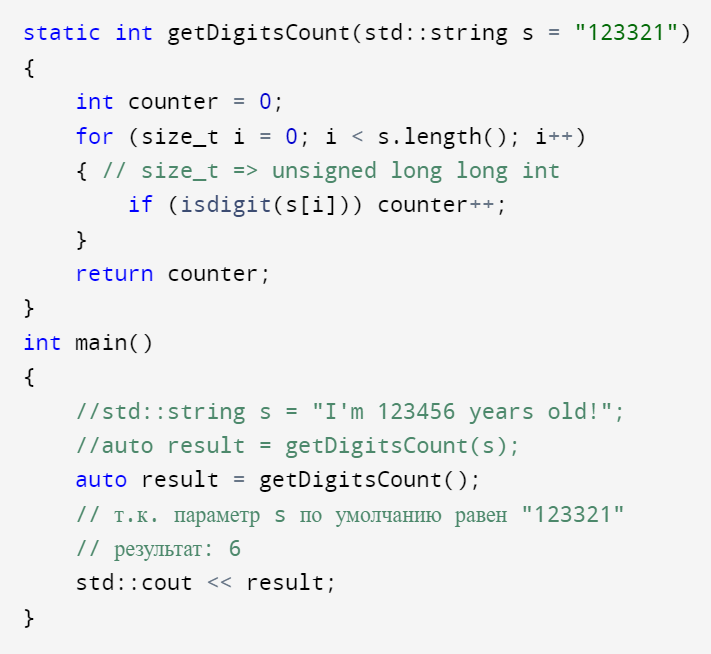 static int getDigitsCount(std::string s = "123321")
{
    int counter = 0;
    for (size_t i = 0; i < s.length(); i++)
    { // size_t => unsigned long long int
        if (isdigit(s[i])) counter++;
    }
    return counter;
}
int main()
{
    //std::string s = "I'm 123456 years old!";
    //auto result = getDigitsCount(s);
    auto result = getDigitsCount();
    // т.к. параметр s по умолчанию равен "123321"
    // результат: 6
    std::cout << result;
}